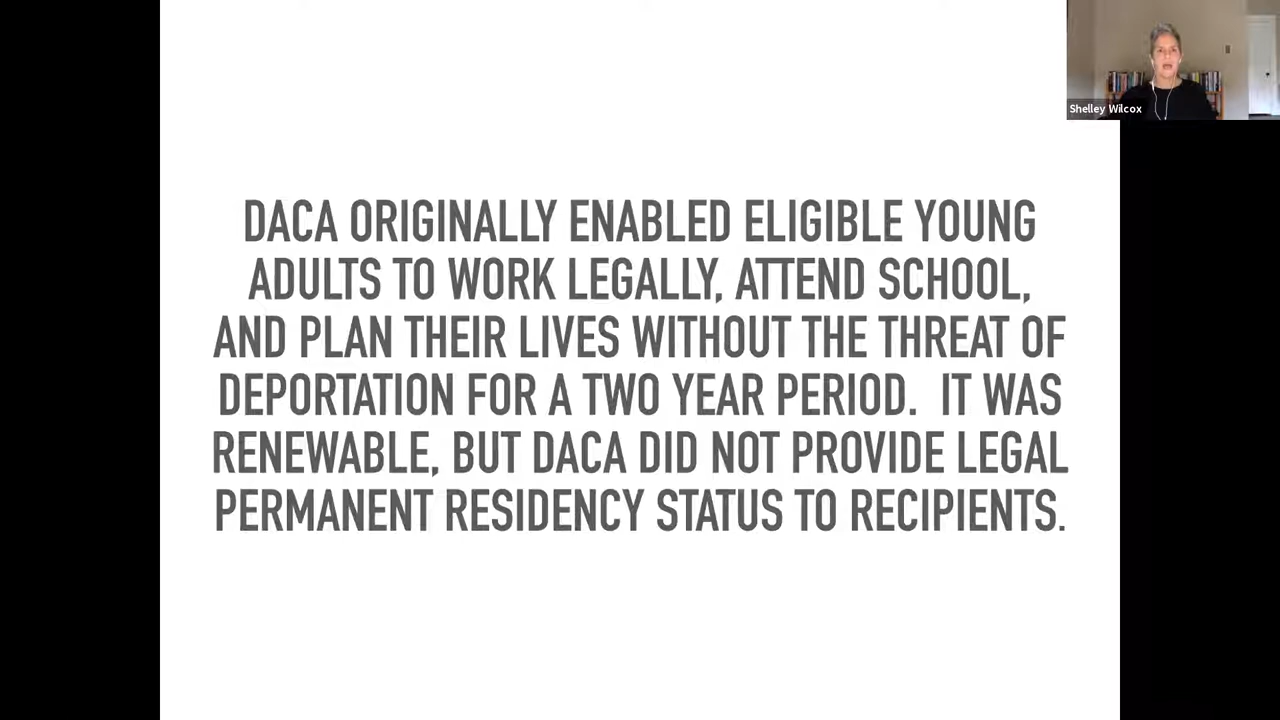 Shelley Wilcox
DACA ORIGINALLY ENABLED ELIGIBLE YOUNG
ADULTS TO WORK LEGALLY, ATTEND SCHOOL,
AND PLAN THEIR LIVES WITHOUT THE THREAT OF
DEPORTATION FOR A TWO YEAR PERIOD.  IT WAS
RENEWABLE, BUT DACA DID NOT PROVIDE LEGAL
PERMANENT RESIDENCY STATUS TO RECIPIENTS.